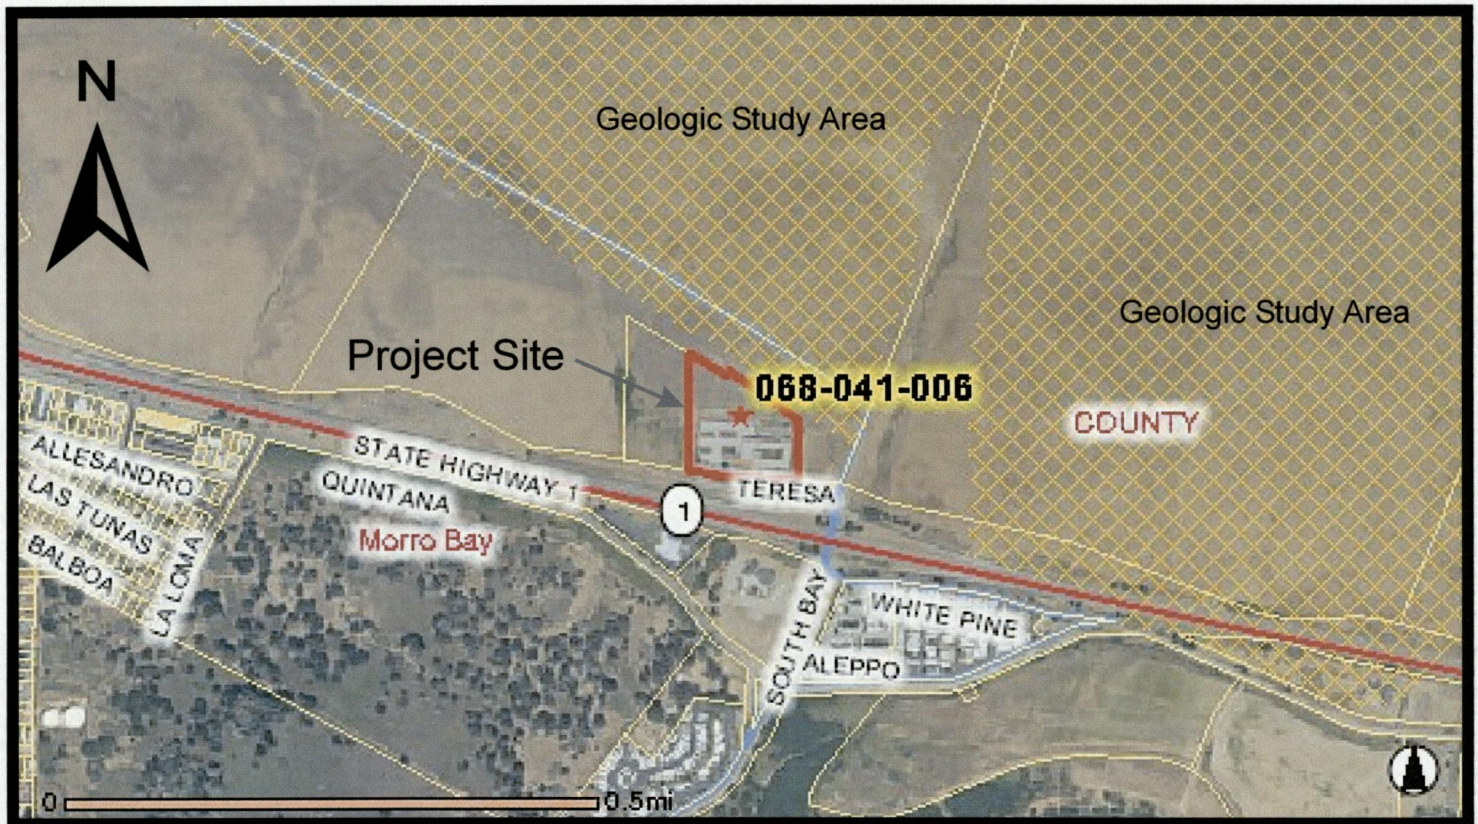 N
Geologic Study Area
Geologic Study Area
Project Site
068-041-006
COUNTY
STATE HIGHWAY 1
ALLESANDRO
QUINTANA
TERESA
1
LAS TUNAS
Morro Bay
BALBOA
LA LOMA
SOUTH BAY
WHITE PINE
ALEPPO
0 0.5mi